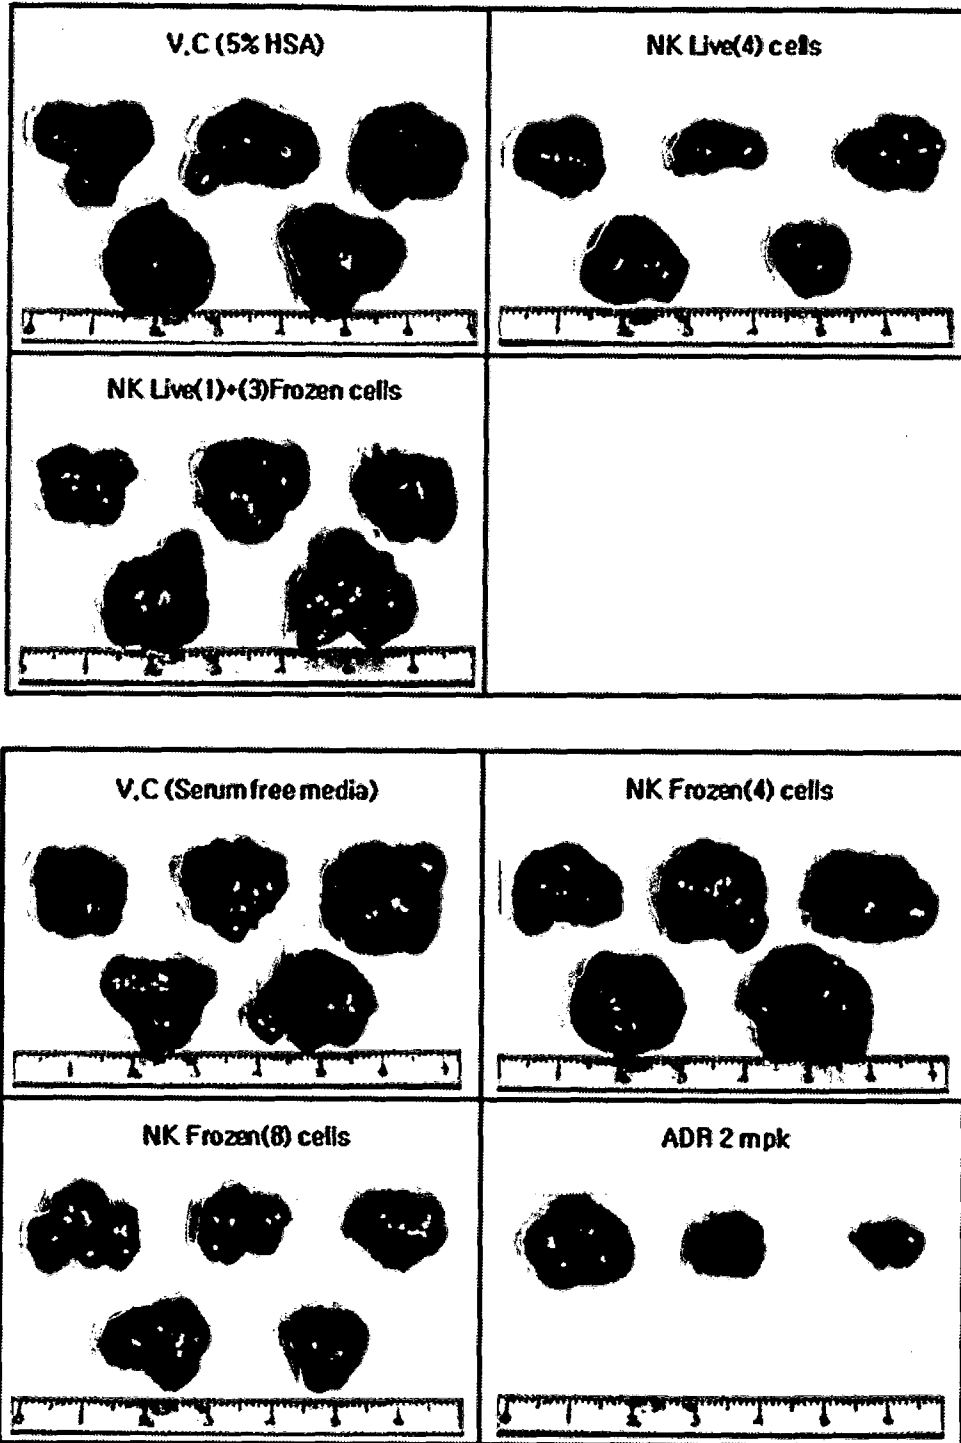 V.C (5% HSA)
NK Live(4) cells
NK Live(1)+(3)Frozen cells
V.C (Serum free media)
NK Frozen(4) cells
NK Frozen(8) cells
ADR 2 mpk